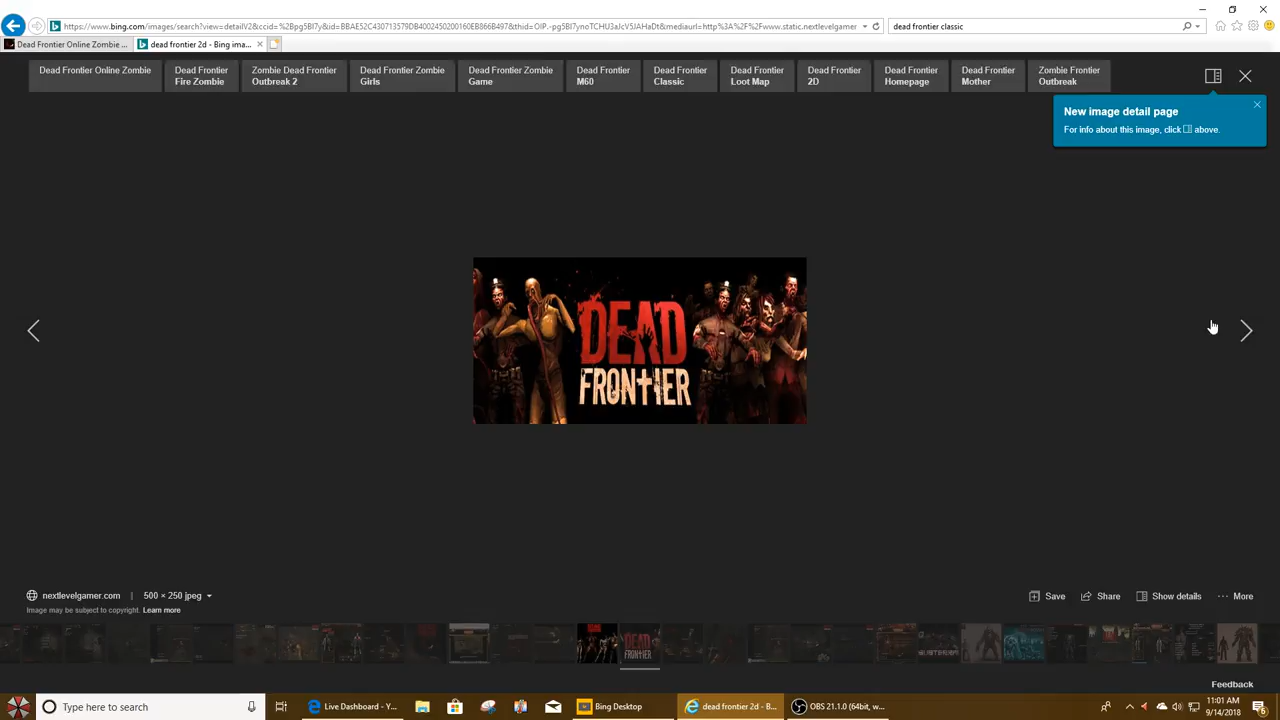 https://www.bing.com/images/search?view=detailV2&ccid=%2Bpg5BI7y&id=BBAE52C430713579DB4002450200160EB866B497&thid=OIP.-pg5BI7ynoTCHU3aJcV5JAHaDt&mediaurl=http%3A%2F%2Fwww.static.nextlevelgamer
dead frontier classic
Dead Frontier Online Zombie ...
dead frontier 2d - Bing ima...
Dead Frontier Online Zombie
Dead Frontier
Fire Zombie
Zombie Dead Frontier
Outbreak 2
Dead Frontier Zombie
Girls
Dead Frontier Zombie
Game
Dead Frontier
M60
Dead Frontier
Classic
Dead Frontier
Loot Map
Dead Frontier
2D
Dead Frontier
Homepage
Dead Frontier
Mother
Zombie Frontier
Outbreak
New image detail page
For info about this image, click above.
DEAD
FRONTIER
nextlevelgamer.com | 500 × 250 jpeg
Save
Share
Show details
More
Image may be subject to copyright. Learn more
DEAD
FRONTIER
Feedback
Type here to search
Live Dashboard - Y...
Bing Desktop
dead frontier 2d - B...
OBS 21.1.0 (64bit, w...
11:01 AM
9/14/2018